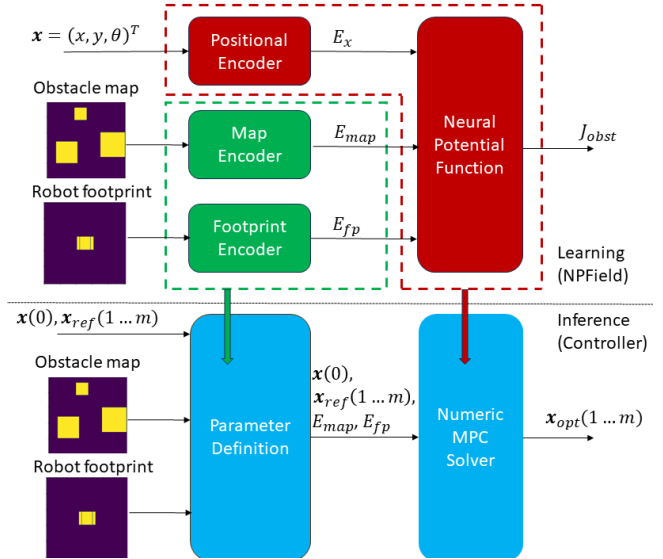 x = (x, y, θ)^T
Positional
Encoder
E_x
Obstacle map
Map
Encoder
E_map
Neural
Potential
Function
J_obst
Robot footprint
Footprint
Encoder
E_fp
Learning
(NPField)
Inference
(Controller)
x(0), x_ref(1 … m)
Obstacle map
Robot footprint
Parameter
Definition
x(0),
x_ref(1 … m),
E_map, E_fp
Numeric
MPC
Solver
x_opt(1 … m)